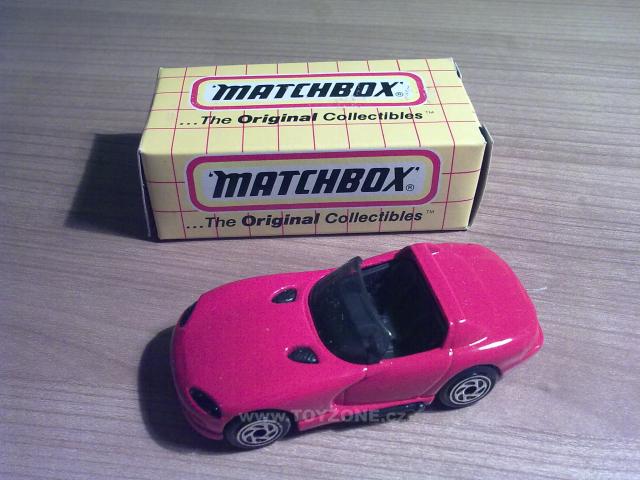 MATCHBOX®
...The Original Collectibles™
MATCHBOX®
...The Original Collectibles™
www.TOYZONE.cz